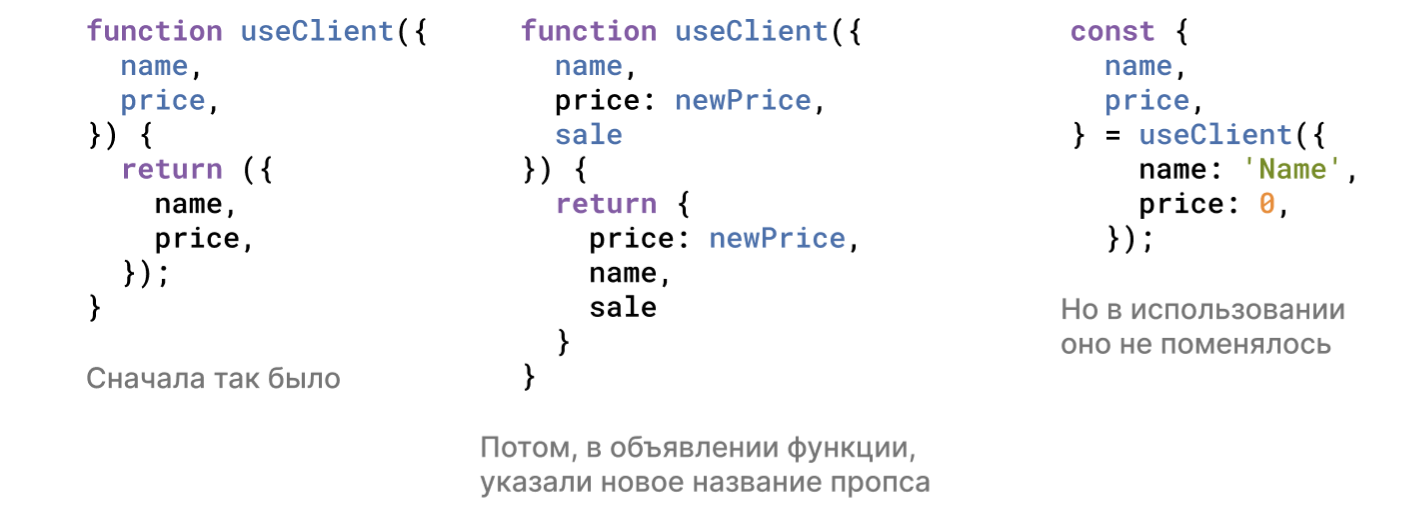 function useClient({
  name,
  price,
}) {
  return ({
    name,
    price,
  });
}
Сначала так было
function useClient({
  name,
  price: newPrice,
  sale
}) {
  return {
    price: newPrice,
    name,
    sale
  }
}
Потом, в объявлении функции,
указали новое название пропса
const {
  name,
  price,
} = useClient({
    name: 'Name',
    price: 0,
  });
Но в использовании
оно не поменялось